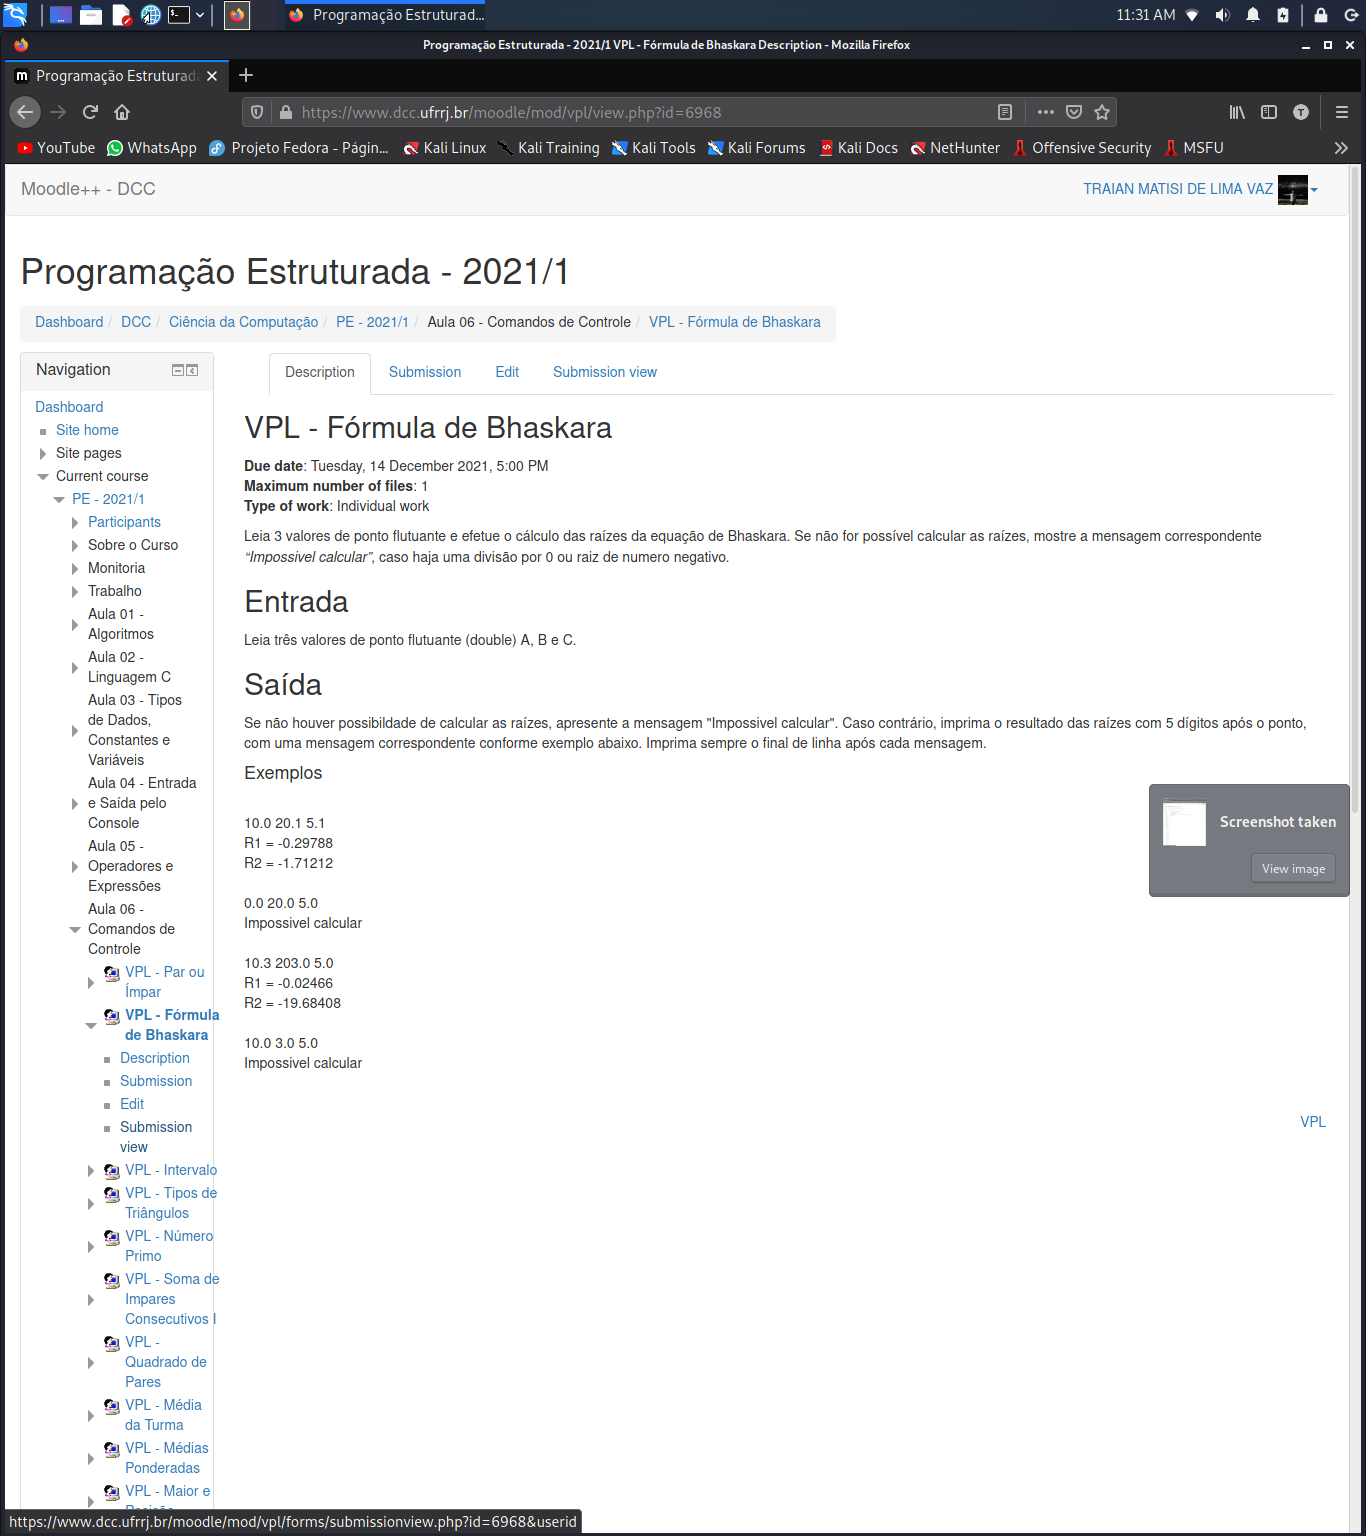 Programação Estruturad...
11:31 AM
Programação Estruturada - 2021/1 VPL - Fórmula de Bhaskara Description - Mozilla Firefox
Programação Estruturada
https://www.dcc.ufrrj.br/moodle/mod/vpl/view.php?id=6968
T
YouTube WhatsApp Projeto Fedora - Págin... Kali Linux Kali Training Kali Tools Kali Forums Kali Docs NetHunter Offensive Security MSFU
Moodle++ - DCC
TRAIAN MATISI DE LIMA VAZ
Programação Estruturada - 2021/1
Dashboard / DCC / Ciência da Computação / PE - 2021/1 / Aula 06 - Comandos de Controle / VPL - Fórmula de Bhaskara
Navigation
Dashboard
Site home
Site pages
Current course
PE - 2021/1
Participants
Sobre o Curso
Monitoria
Trabalho
Aula 01 -
Algoritmos
Aula 02 -
Linguagem C
Aula 03 - Tipos
de Dados,
Constantes e
Variáveis
Aula 04 - Entrada
e Saída pelo
Console
Aula 05 -
Operadores e
Expressões
Aula 06 -
Comandos de
Controle
VPL - Par ou
Ímpar
VPL - Fórmula
de Bhaskara
Description
Submission
Edit
Submission
view
VPL - Intervalo
VPL - Tipos de
Triângulos
VPL - Número
Primo
VPL - Soma de
Impares
Consecutivos I
VPL -
Quadrado de
Pares
VPL - Média
da Turma
VPL - Médias
Ponderadas
VPL - Maior e
Description Submission Edit Submission view
VPL - Fórmula de Bhaskara
Due date: Tuesday, 14 December 2021, 5:00 PM
Maximum number of files: 1
Type of work: Individual work
Leia 3 valores de ponto flutuante e efetue o cálculo das raízes da equação de Bhaskara. Se não for possível calcular as raízes, mostre a mensagem correspondente
“Impossivel calcular”, caso haja uma divisão por 0 ou raiz de numero negativo.
Entrada
Leia três valores de ponto flutuante (double) A, B e C.
Saída
Se não houver possibildade de calcular as raízes, apresente a mensagem "Impossivel calcular". Caso contrário, imprima o resultado das raízes com 5 dígitos após o ponto,
com uma mensagem correspondente conforme exemplo abaixo. Imprima sempre o final de linha após cada mensagem.
Exemplos
10.0 20.1 5.1
R1 = -0.29788
R2 = -1.71212
0.0 20.0 5.0
Impossivel calcular
10.3 203.0 5.0
R1 = -0.02466
R2 = -19.68408
10.0 3.0 5.0
Impossivel calcular
VPL
Screenshot taken
View image
https://www.dcc.ufrrj.br/moodle/mod/vpl/forms/submissionview.php?id=6968&userid